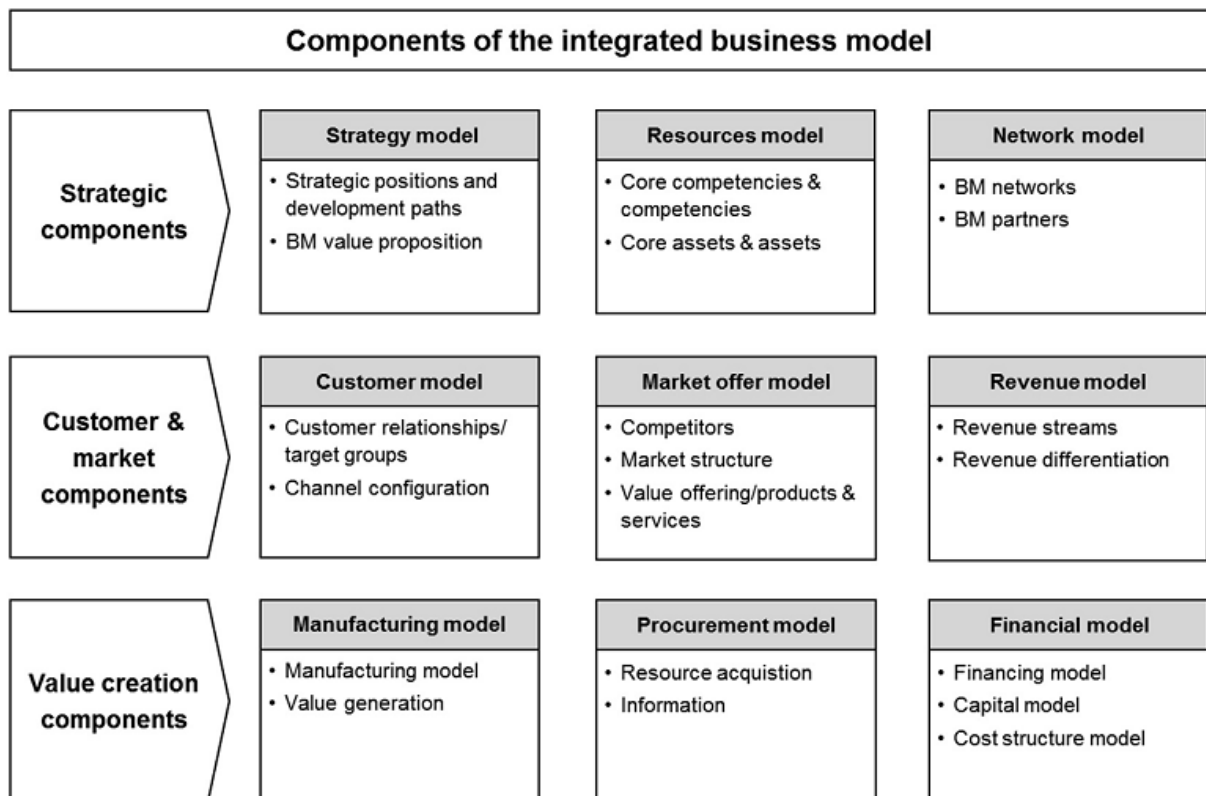 Components of the integrated business model
Strategic
components
Strategy model
• Strategic positions and
development paths
• BM value proposition
Resources model
• Core competencies &
competencies
• Core assets & assets
Network model
• BM networks
• BM partners
Customer &
market
components
Customer model
• Customer relationships/
target groups
• Channel configuration
Market offer model
• Competitors
• Market structure
• Value offering/products &
services
Revenue model
• Revenue streams
• Revenue differentiation
Value creation
components
Manufacturing model
• Manufacturing model
• Value generation
Procurement model
• Resource acquistion
• Information
Financial model
• Financing model
• Capital model
• Cost structure model